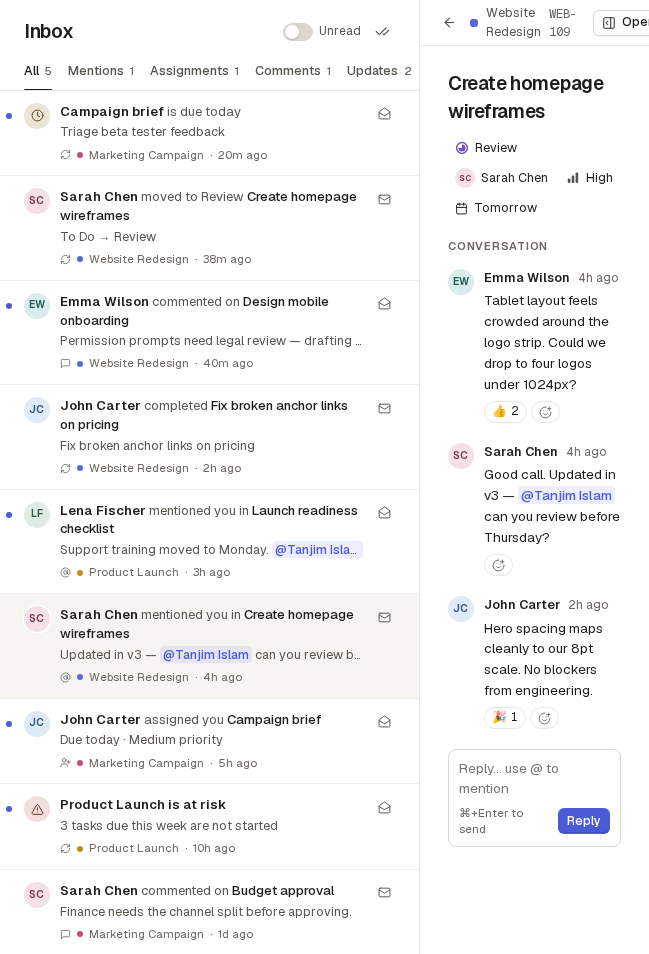 Inbox
Unread
All 5 Mentions 1 Assignments 1 Comments 1 Updates 2
Campaign brief is due today
Triage beta tester feedback
Marketing Campaign · 20m ago
SC
Sarah Chen moved to Review Create homepage
wireframes
To Do → Review
Website Redesign · 38m ago
EW
Emma Wilson commented on Design mobile
onboarding
Permission prompts need legal review — drafting …
Website Redesign · 40m ago
JC
John Carter completed Fix broken anchor links
on pricing
Fix broken anchor links on pricing
Website Redesign · 2h ago
LF
Lena Fischer mentioned you in Launch readiness
checklist
Support training moved to Monday. @Tanjim Isla…
Product Launch · 3h ago
SC
Sarah Chen mentioned you in Create homepage
wireframes
Updated in v3 — @Tanjim Islam can you review b…
Website Redesign · 4h ago
JC
John Carter assigned you Campaign brief
Due today · Medium priority
Marketing Campaign · 5h ago
Product Launch is at risk
3 tasks due this week are not started
Product Launch · 10h ago
SC
Sarah Chen commented on Budget approval
Finance needs the channel split before approving.
Marketing Campaign · 1d ago
Website
Redesign
WEB-
109
Open
Create homepage
wireframes
Review
SC Sarah Chen High
Tomorrow
CONVERSATION
EW
Emma Wilson 4h ago
Tablet layout feels
crowded around the
logo strip. Could we
drop to four logos
under 1024px?
👍 2
SC
Sarah Chen 4h ago
Good call. Updated in
v3 — @Tanjim Islam
can you review before
Thursday?
JC
John Carter 2h ago
Hero spacing maps
cleanly to our 8pt
scale. No blockers
from engineering.
🎉 1
Reply... use @ to
mention
⌘+Enter to
send
Reply